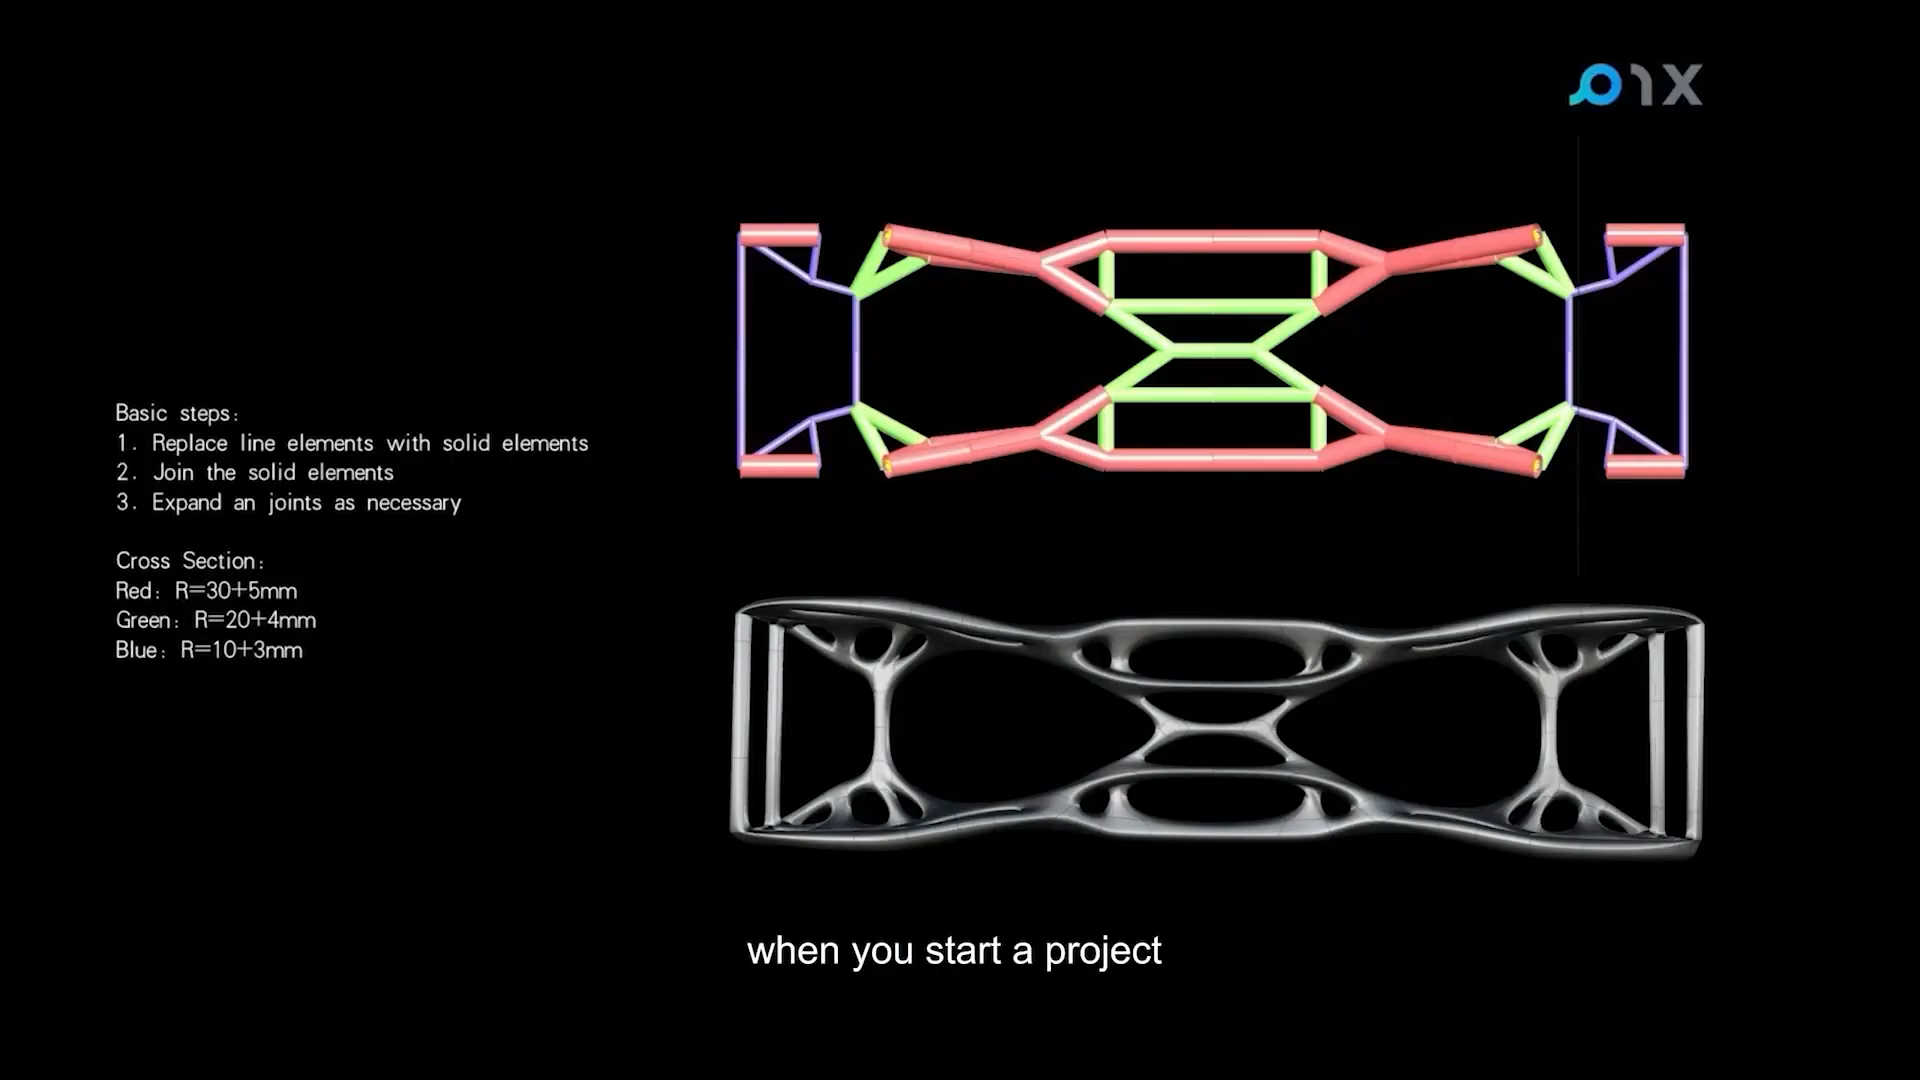 01X
Basic steps:
1. Replace line elements with solid elements
2. Join the solid elements
3. Expand an joints as necessary
Cross Section:
Red: R=30+5mm
Green: R=20+4mm
Blue: R=10+3mm
when you start a project